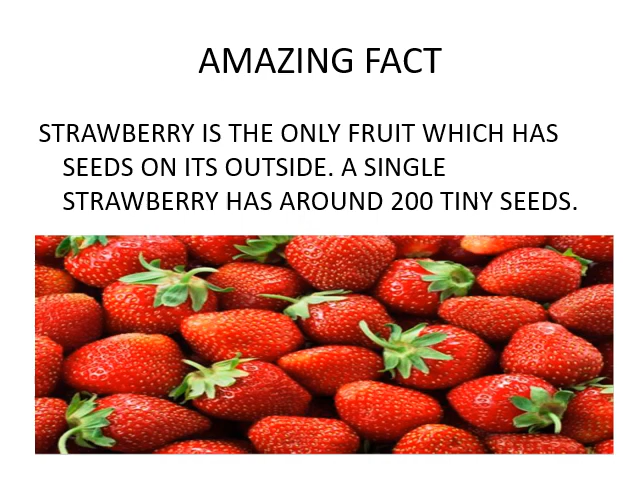 AMAZING FACT
STRAWBERRY IS THE ONLY FRUIT WHICH HAS
SEEDS ON ITS OUTSIDE. A SINGLE
STRAWBERRY HAS AROUND 200 TINY SEEDS.